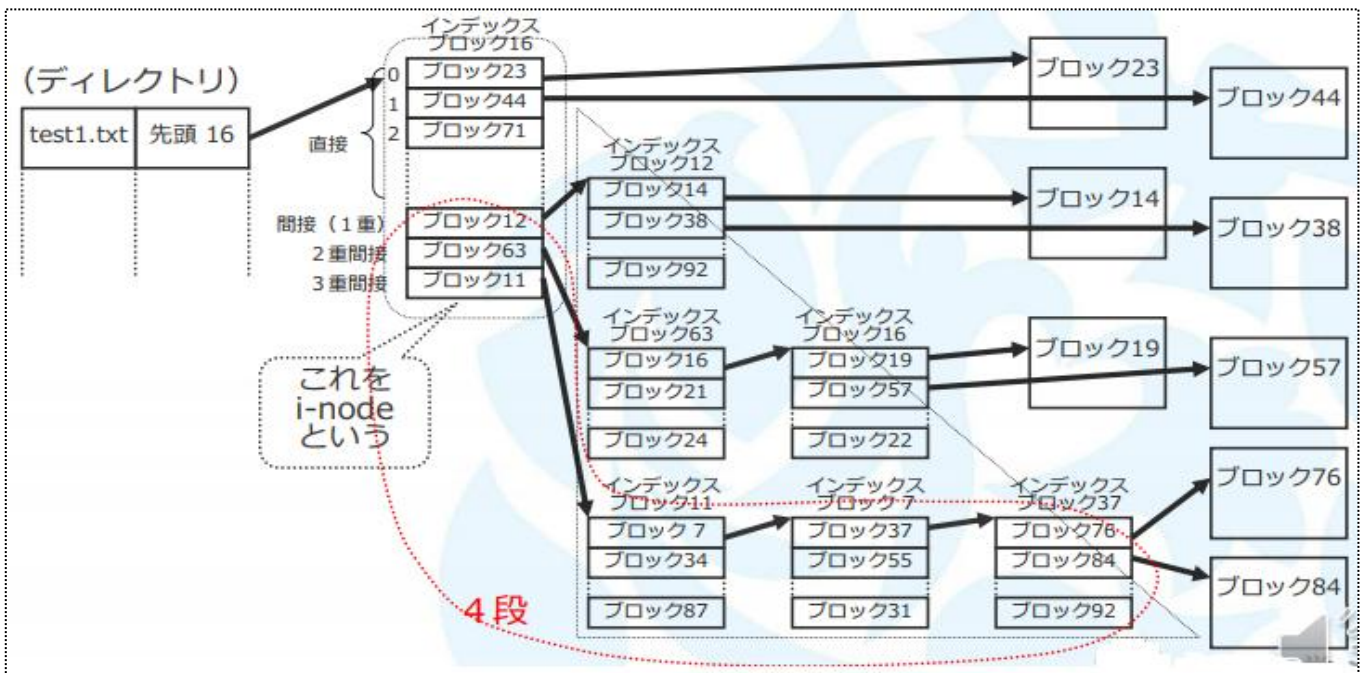 インデックス
ブロック16
(ディレクトリ)
test1.txt 先頭 16
直接
0 ブロック23
1 ブロック44
2 ブロック71
間接（1重） ブロック12
2重間接 ブロック63
3重間接 ブロック11
これを
i-nodeという
ブロック23
ブロック44
インデックス
ブロック12
ブロック14
ブロック38
ブロック92
ブロック14
ブロック38
インデックス
ブロック63
ブロック16
ブロック21
ブロック24
インデックス
ブロック16
ブロック19
ブロック57
ブロック22
ブロック19
ブロック57
インデックス
ブロック11
ブロック 7
ブロック34
ブロック87
インデックス
ブロック 7
ブロック37
ブロック55
ブロック31
インデックス
ブロック37
ブロック76
ブロック84
ブロック92
ブロック76
ブロック84
4段